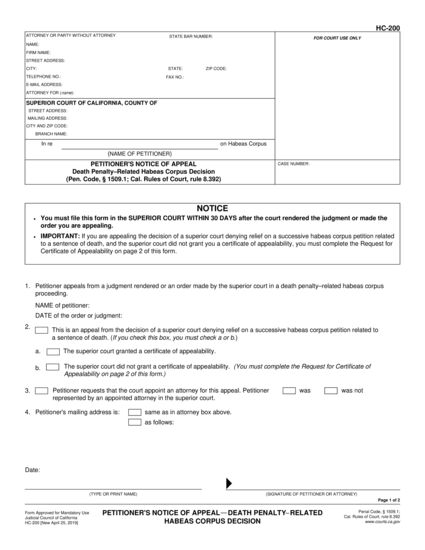 HC-200
ATTORNEY OR PARTY WITHOUT ATTORNEY STATE BAR NUMBER:
FOR COURT USE ONLY
NAME:
FIRM NAME:
STREET ADDRESS:
CITY: STATE: ZIP CODE:
TELEPHONE NO.: FAX NO.:
E-MAIL ADDRESS:
ATTORNEY FOR (name):
SUPERIOR COURT OF CALIFORNIA, COUNTY OF
STREET ADDRESS:
MAILING ADDRESS:
CITY AND ZIP CODE:
BRANCH NAME:
In re on Habeas Corpus
(NAME OF PETITIONER)
PETITIONER'S NOTICE OF APPEAL
Death Penalty–Related Habeas Corpus Decision
(Pen. Code, § 1509.1; Cal. Rules of Court, rule 8.392)
CASE NUMBER:
NOTICE
• You must file this form in the SUPERIOR COURT WITHIN 30 DAYS after the court rendered the judgment or made the
order you are appealing.
• IMPORTANT: If you are appealing the decision of a superior court denying relief on a successive habeas corpus petition related
to a sentence of death, and the superior court did not grant you a certificate of appealability, you must complete the Request for
Certificate of Appealability on page 2 of this form.
1. Petitioner appeals from a judgment rendered or an order made by the superior court in a death penalty–related habeas corpus
proceeding.
NAME of petitioner:
DATE of the order or judgment:
2. This is an appeal from the decision of a superior court denying relief on a successive habeas corpus petition related to
a sentence of death. (If you check this box, you must check a or b.)
a. The superior court granted a certificate of appealability.
b. The superior court did not grant a certificate of appealability. (You must complete the Request for Certificate of
Appealability on page 2 of this form.)
3. Petitioner requests that the court appoint an attorney for this appeal. Petitioner was was not
represented by an appointed attorney in the superior court.
4. Petitioner's mailing address is: same as in attorney box above.
as follows:
Date:
(TYPE OR PRINT NAME) (SIGNATURE OF PETITIONER OR ATTORNEY)
Page 1 of 2
Form Approved for Mandatory Use
Judicial Council of California
HC-200 [New April 25, 2019]
PETITIONER'S NOTICE OF APPEAL—DEATH PENALTY–RELATED
HABEAS CORPUS DECISION
Penal Code, § 1509.1;
Cal. Rules of Court, rule 8.392
www.courts.ca.gov